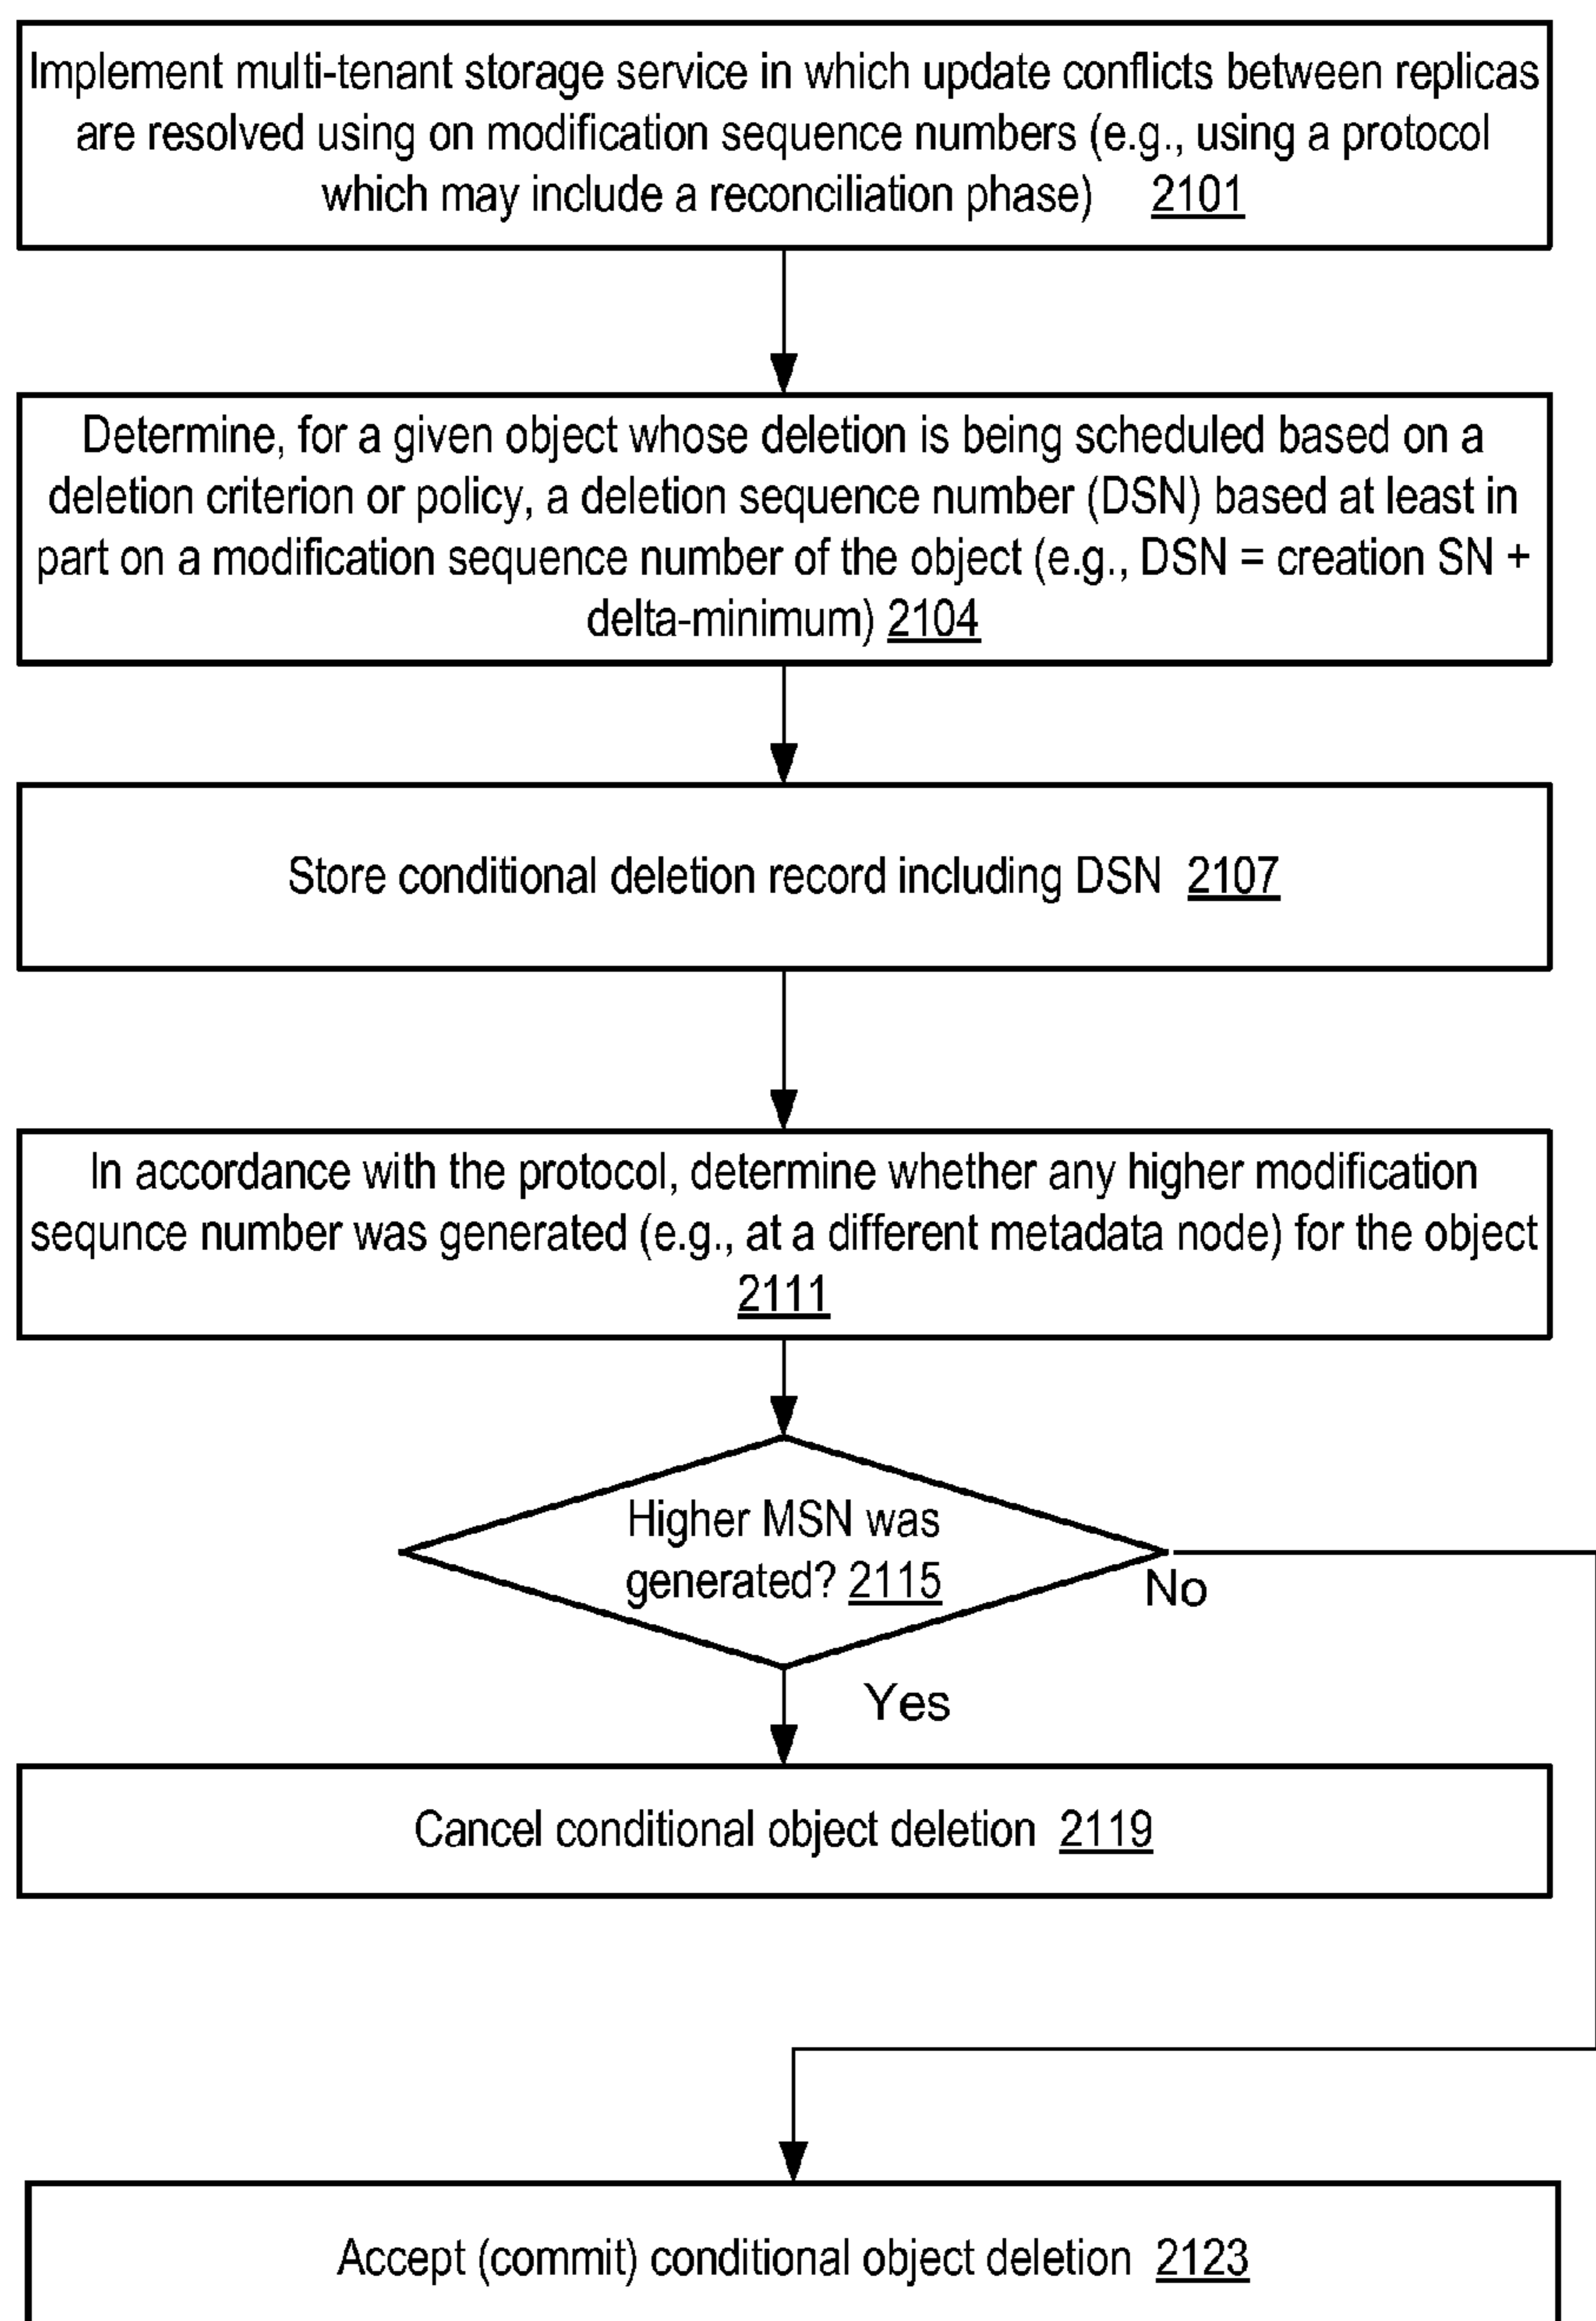 Implement multi-tenant storage service in which update conflicts between replicas
are resolved using on modification sequence numbers (e.g., using a protocol
which may include a reconciliation phase) 2101
Determine, for a given object whose deletion is being scheduled based on a
deletion criterion or policy, a deletion sequence number (DSN) based at least in
part on a modification sequence number of the object (e.g., DSN = creation SN +
delta-minimum) 2104
Store conditional deletion record including DSN 2107
In accordance with the protocol, determine whether any higher modification
sequnce number was generated (e.g., at a different metadata node) for the object
2111
Higher MSN was
generated? 2115
No
Yes
Cancel conditional object deletion 2119
Accept (commit) conditional object deletion 2123